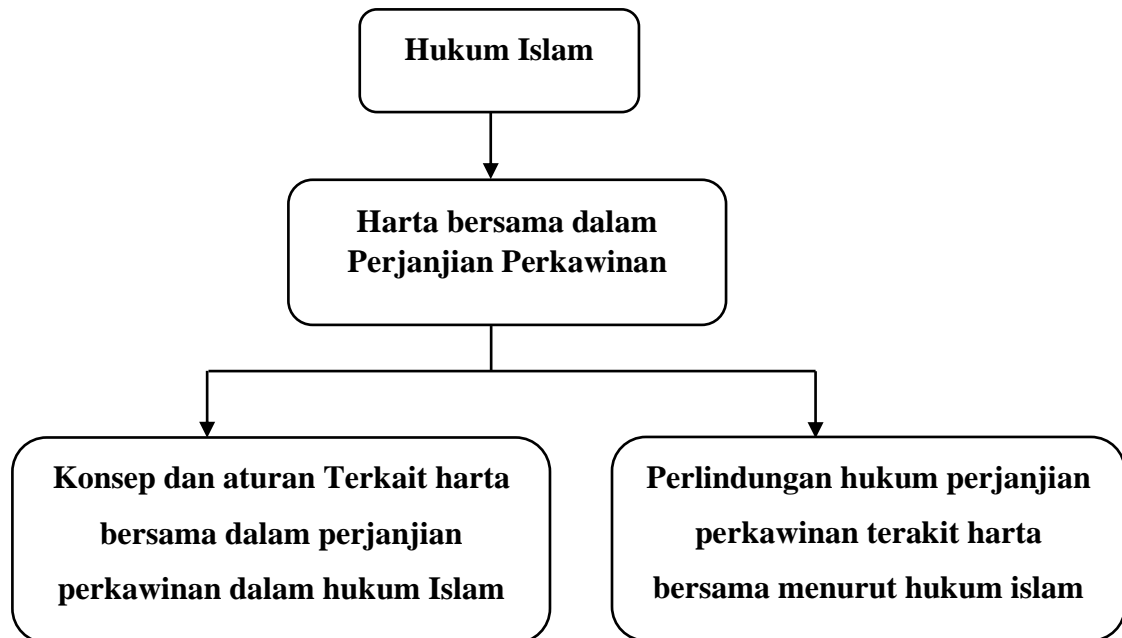 Hukum Islam
Harta bersama dalam
Perjanjian Perkawinan
Konsep dan aturan Terkait harta
bersama dalam perjanjian
perkawinan dalam hukum Islam
Perlindungan hukum perjanjian
perkawinan terakit harta
bersama menurut hukum islam